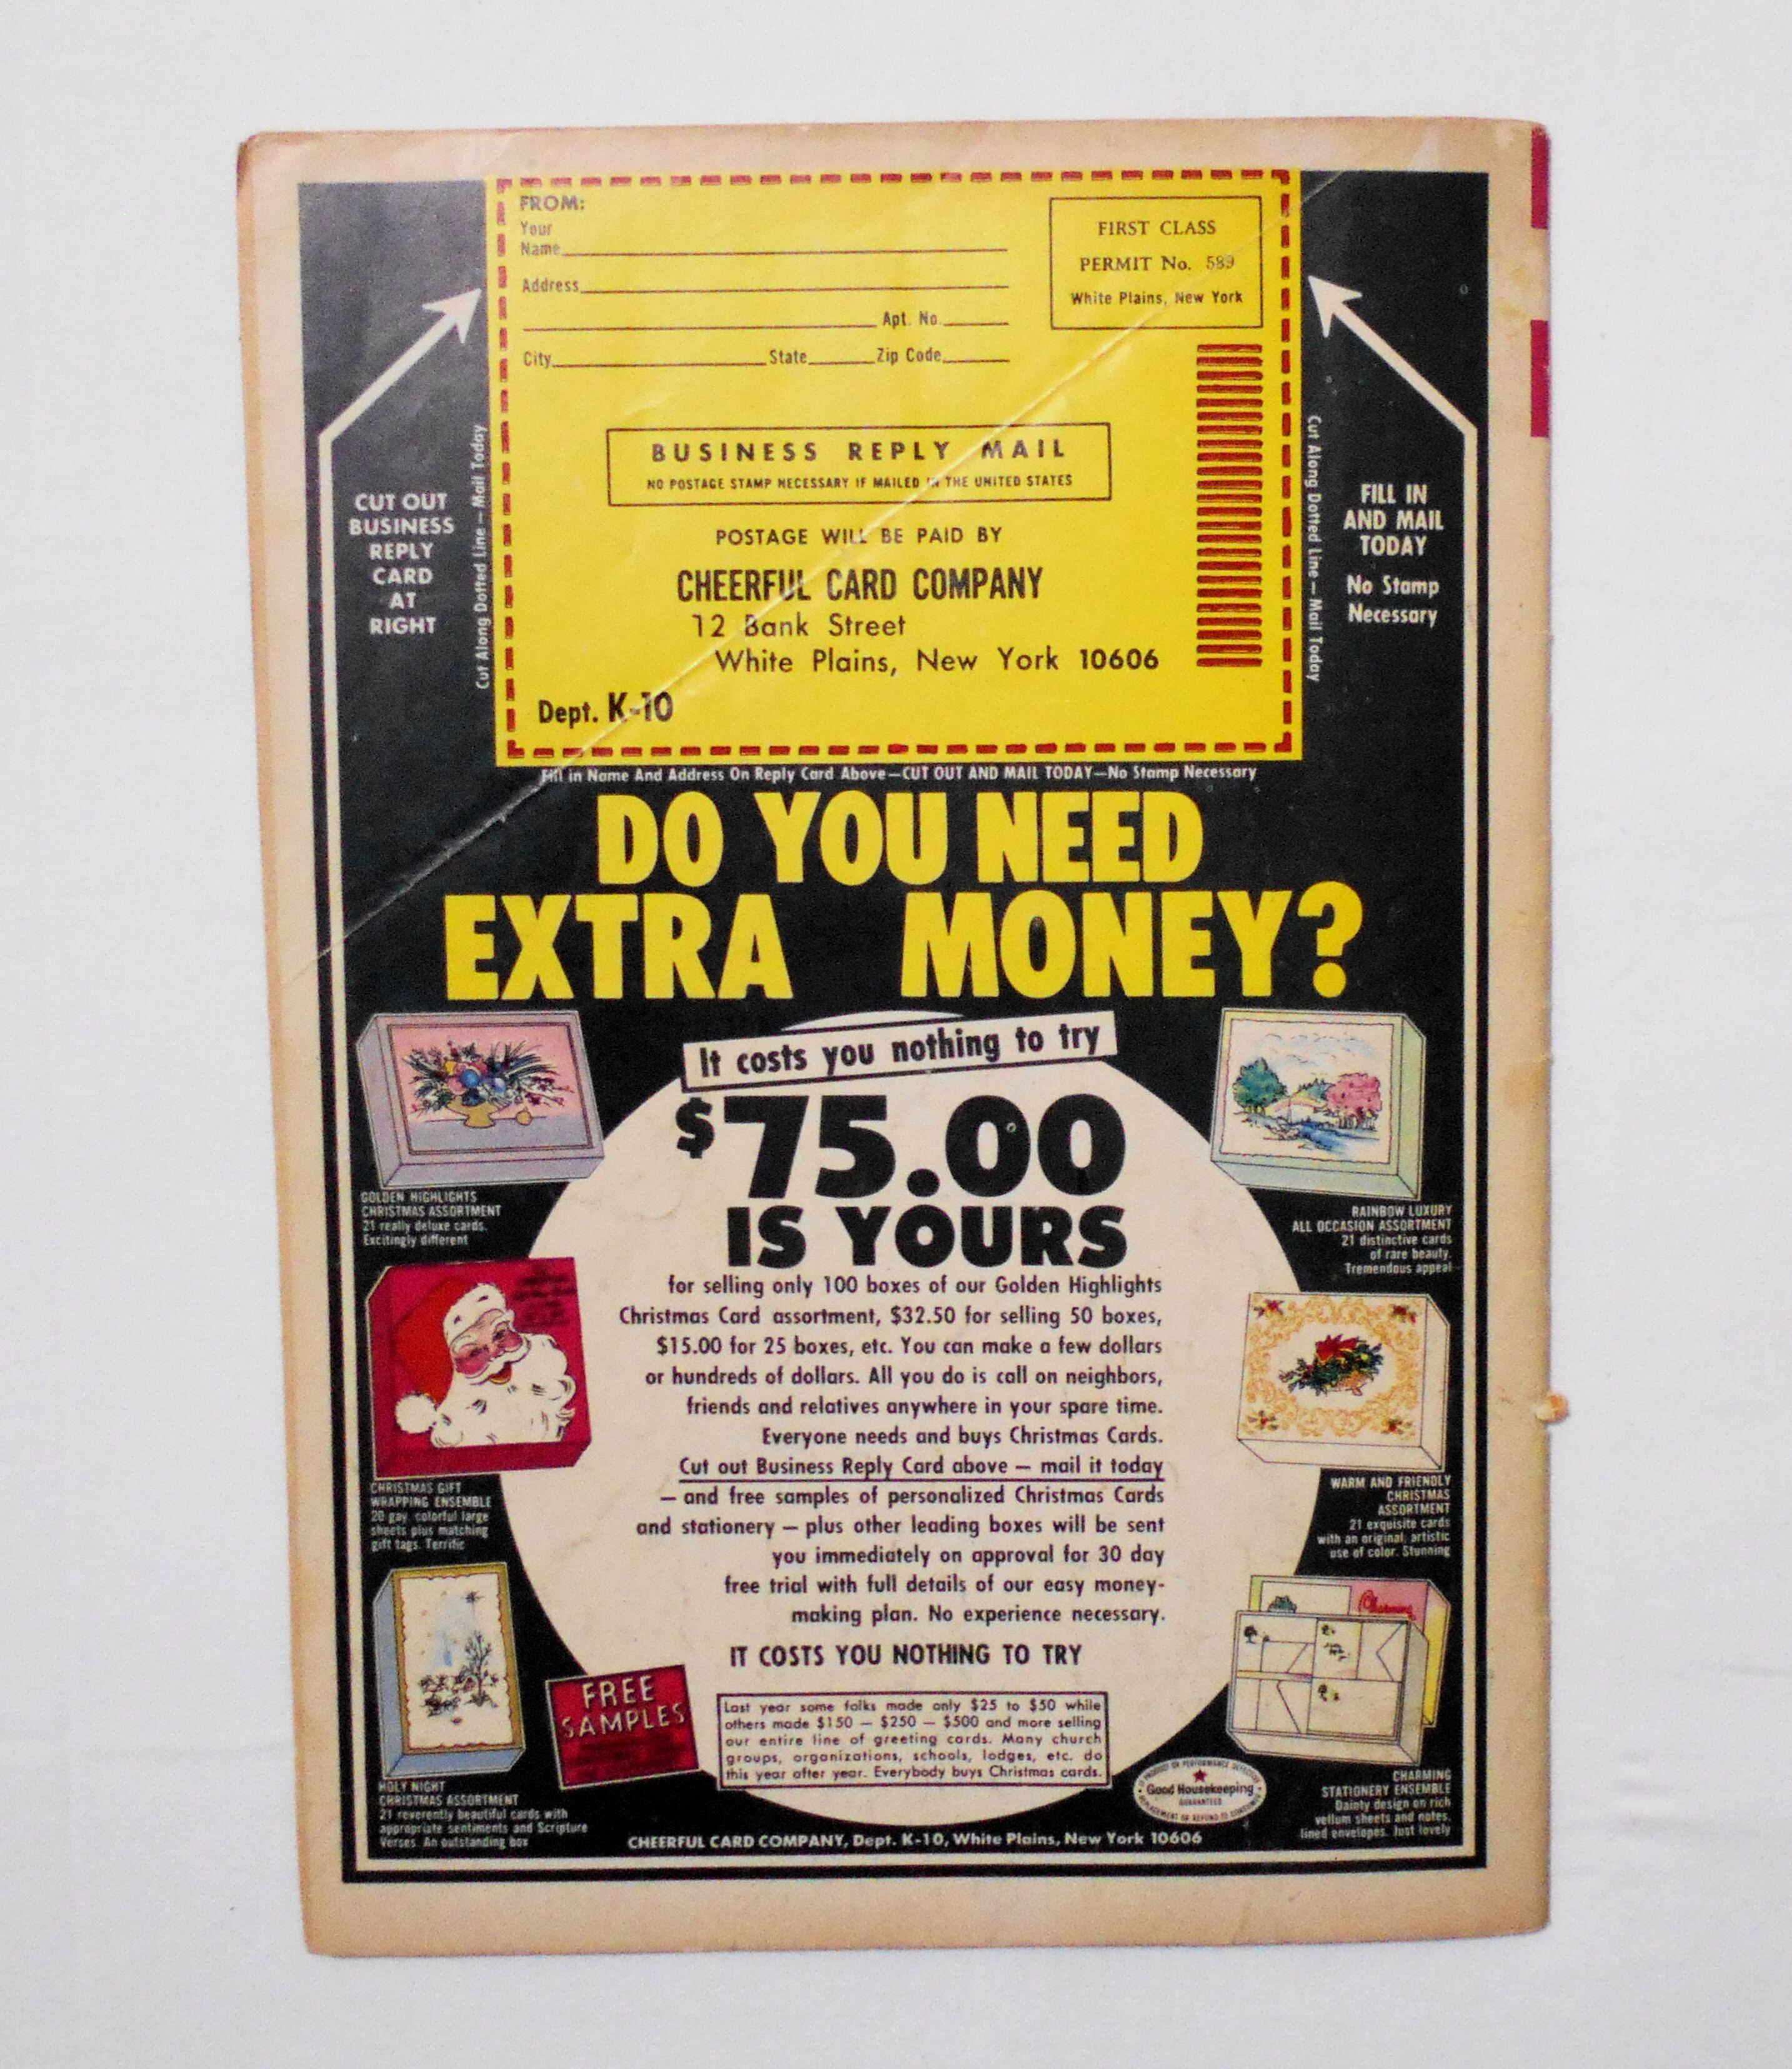 FROM:
Your
Name
Address
Apt. No.
City State Zip Code
FIRST CLASS
PERMIT No. 589
White Plains, New York
BUSINESS REPLY MAIL
NO POSTAGE STAMP NECESSARY IF MAILED IN THE UNITED STATES
POSTAGE WILL BE PAID BY
CHEERFUL CARD COMPANY
12 Bank Street
White Plains, New York 10606
Dept. K-10
CUT OUT
BUSINESS
REPLY
CARD
AT
RIGHT
Cut Along Dotted Line — Mail Today
Cut Along Dotted Line — Mail Today
FILL IN
AND MAIL
TODAY
No Stamp
Necessary
Fill in Name And Address On Reply Card Above—CUT OUT AND MAIL TODAY—No Stamp Necessary
DO YOU NEED
EXTRA MONEY?
It costs you nothing to try
$75.00
IS YOURS
for selling only 100 boxes of our Golden Highlights
Christmas Card assortment, $32.50 for selling 50 boxes,
$15.00 for 25 boxes, etc. You can make a few dollars
or hundreds of dollars. All you do is call on neighbors,
friends and relatives anywhere in your spare time.
Everyone needs and buys Christmas Cards.
Cut out Business Reply Card above — mail it today
— and free samples of personalized Christmas Cards
and stationery — plus other leading boxes will be sent
you immediately on approval for 30 day
free trial with full details of our easy money-
making plan. No experience necessary.
IT COSTS YOU NOTHING TO TRY
Last year some folks made only $25 to $50 while
others made $150 — $250 — $500 and more selling
our entire line of greeting cards. Many church
groups, organizations, schools, lodges, etc. do
this year after year. Everybody buys Christmas cards.
GOLDEN HIGHLIGHTS
CHRISTMAS ASSORTMENT
21 really deluxe cards.
Excitingly different
CHRISTMAS GIFT
WRAPPING ENSEMBLE
20 gay, colorful large
sheets plus matching
gift tags. Terrific
HOLY NIGHT
CHRISTMAS ASSORTMENT
21 reverently beautiful cards with
appropriate sentiments and Scripture
Verses. An outstanding box
FREE
SAMPLES
RAINBOW LUXURY
ALL OCCASION ASSORTMENT
21 distinctive cards
of rare beauty.
Tremendous appeal
WARM AND FRIENDLY
CHRISTMAS
ASSORTMENT
21 exquisite cards
with an original, artistic
use of color. Stunning
Charming
CHARMING
STATIONERY ENSEMBLE
Dainty design on rich
vellum sheets and notes,
lined envelopes. Just lovely
Good Housekeeping
GUARANTEES
REPLACEMENT OR REFUND TO CONSUMER
CHEERFUL CARD COMPANY, Dept. K-10, White Plains, New York 10606